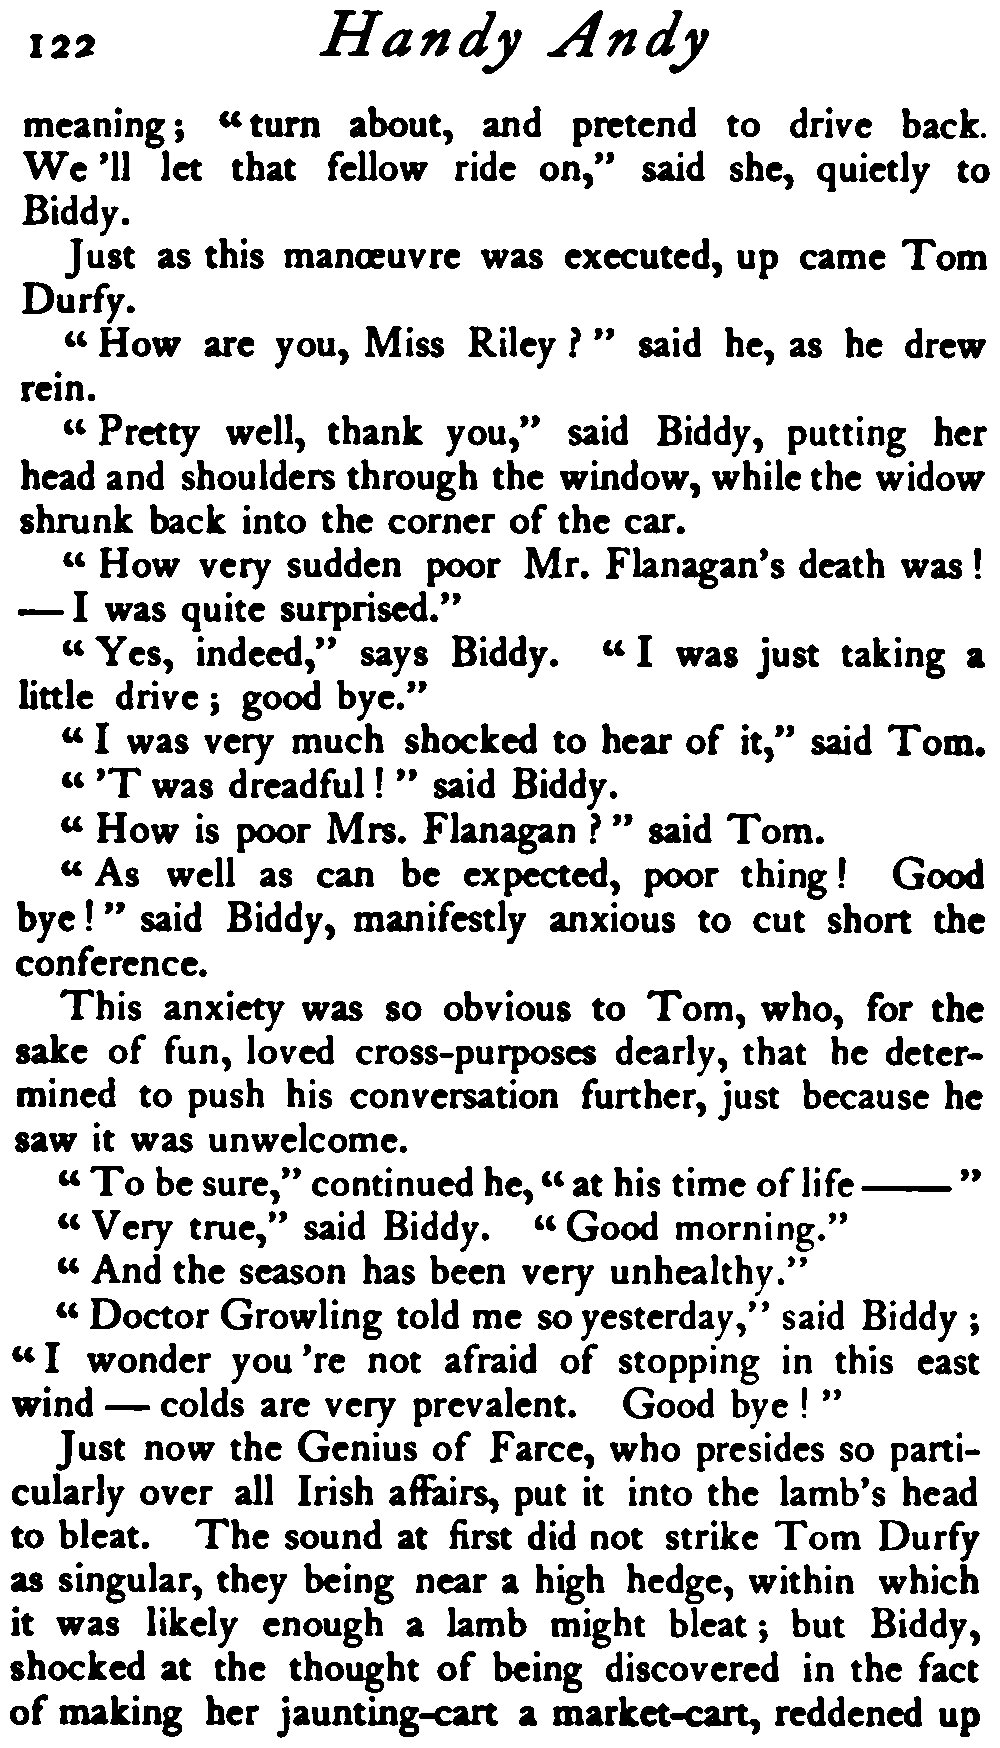 122 Handy Andy
meaning; “turn about, and pretend to drive back.
We ’ll let that fellow ride on,” said she, quietly to
Biddy.
Just as this manœuvre was executed, up came Tom
Durfy.
“ How are you, Miss Riley ? ” said he, as he drew
rein.
“ Pretty well, thank you,” said Biddy, putting her
head and shoulders through the window, while the widow
shrunk back into the corner of the car.
“ How very sudden poor Mr. Flanagan’s death was !
— I was quite surprised.”
“ Yes, indeed,” says Biddy. “ I was just taking a
little drive ; good bye.”
“ I was very much shocked to hear of it,” said Tom.
“ ’T was dreadful ! ” said Biddy.
“ How is poor Mrs. Flanagan ? ” said Tom.
“ As well as can be expected, poor thing ! Good
bye ! ” said Biddy, manifestly anxious to cut short the
conference.
This anxiety was so obvious to Tom, who, for the
sake of fun, loved cross-purposes dearly, that he deter-
mined to push his conversation further, just because he
saw it was unwelcome.
“ To be sure,” continued he, “ at his time of life —— ”
“ Very true,” said Biddy. “ Good morning.”
“ And the season has been very unhealthy.”
“ Doctor Growling told me so yesterday,” said Biddy ;
“ I wonder you ’re not afraid of stopping in this east
wind — colds are very prevalent. Good bye ! ”
Just now the Genius of Farce, who presides so parti-
cularly over all Irish affairs, put it into the lamb’s head
to bleat. The sound at first did not strike Tom Durfy
as singular, they being near a high hedge, within which
it was likely enough a lamb might bleat ; but Biddy,
shocked at the thought of being discovered in the fact
of making her jaunting-cart a market-cart, reddened up